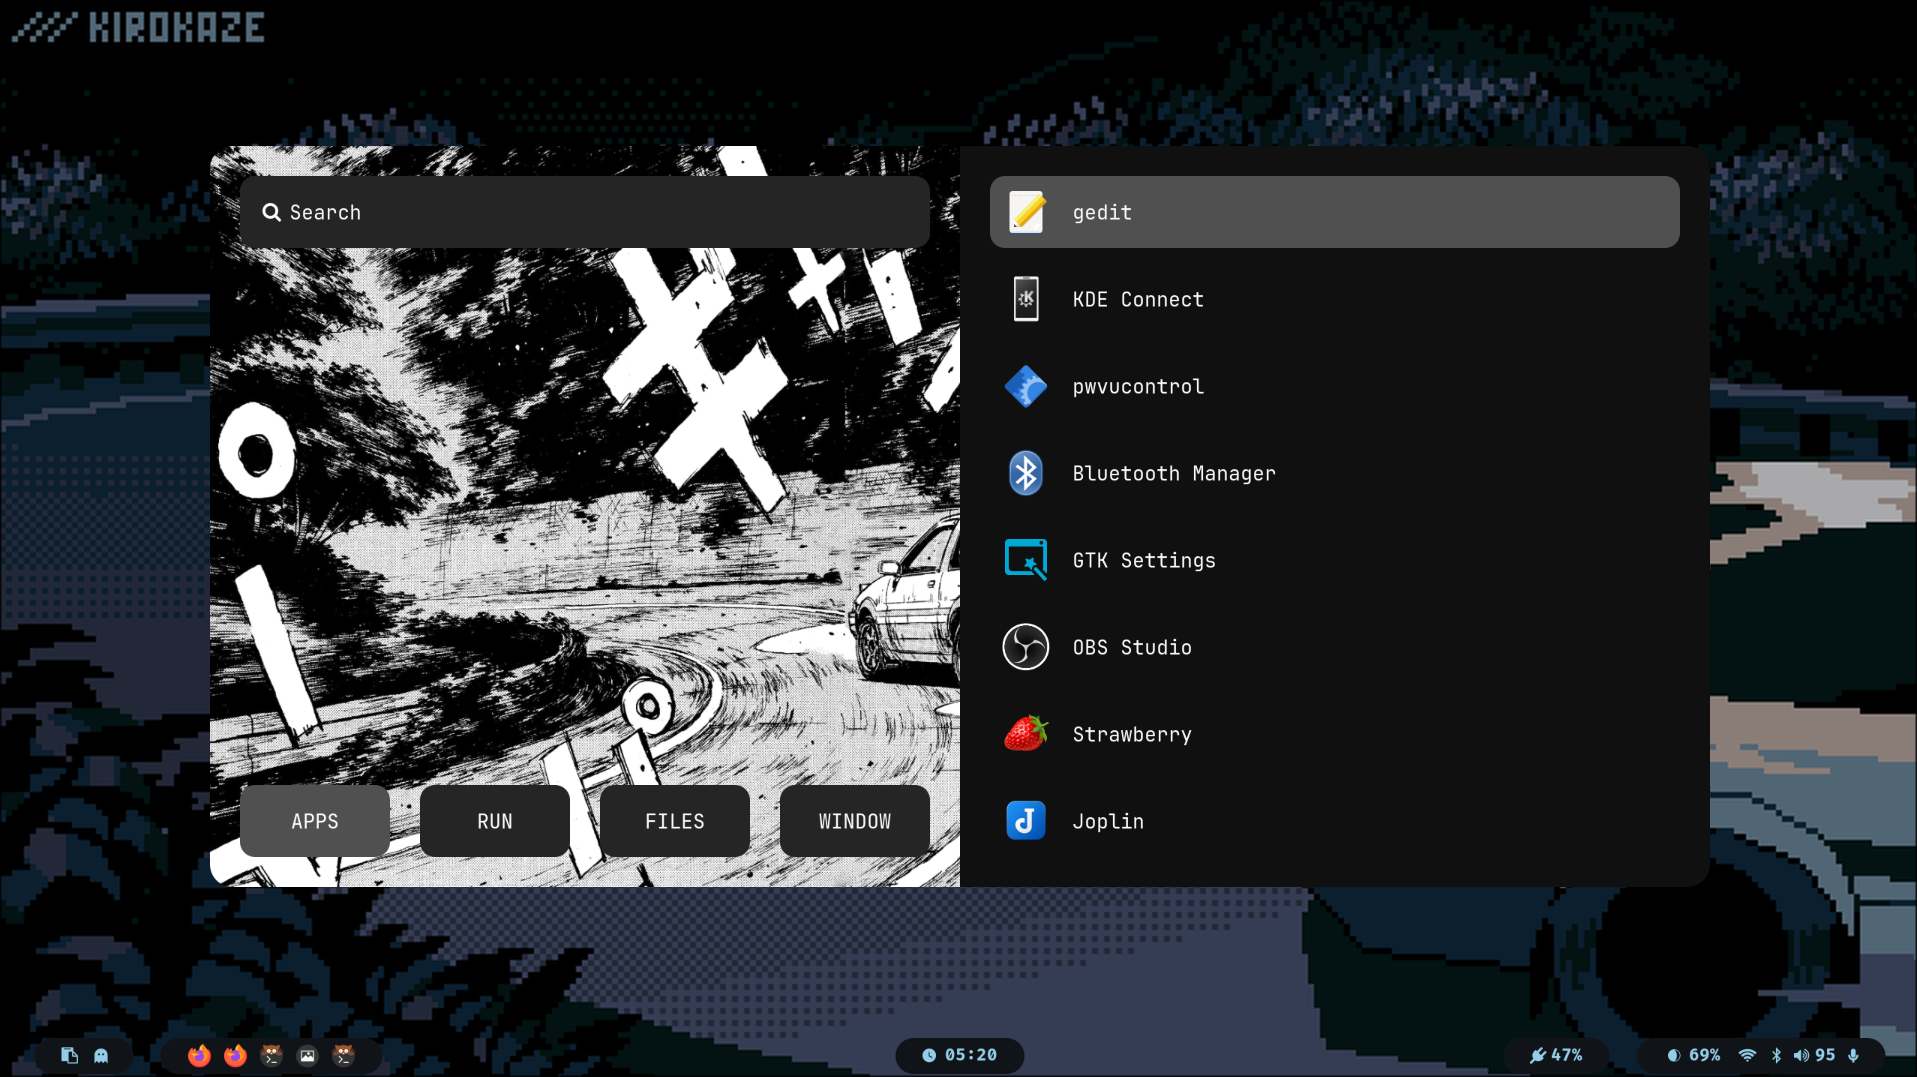 /// KIROKAZE
Search
gedit
KDE Connect
pwvucontrol
Bluetooth Manager
GTK Settings
OBS Studio
Strawberry
Joplin
APPS
RUN
FILES
WINDOW
05:20
47%
69%
95